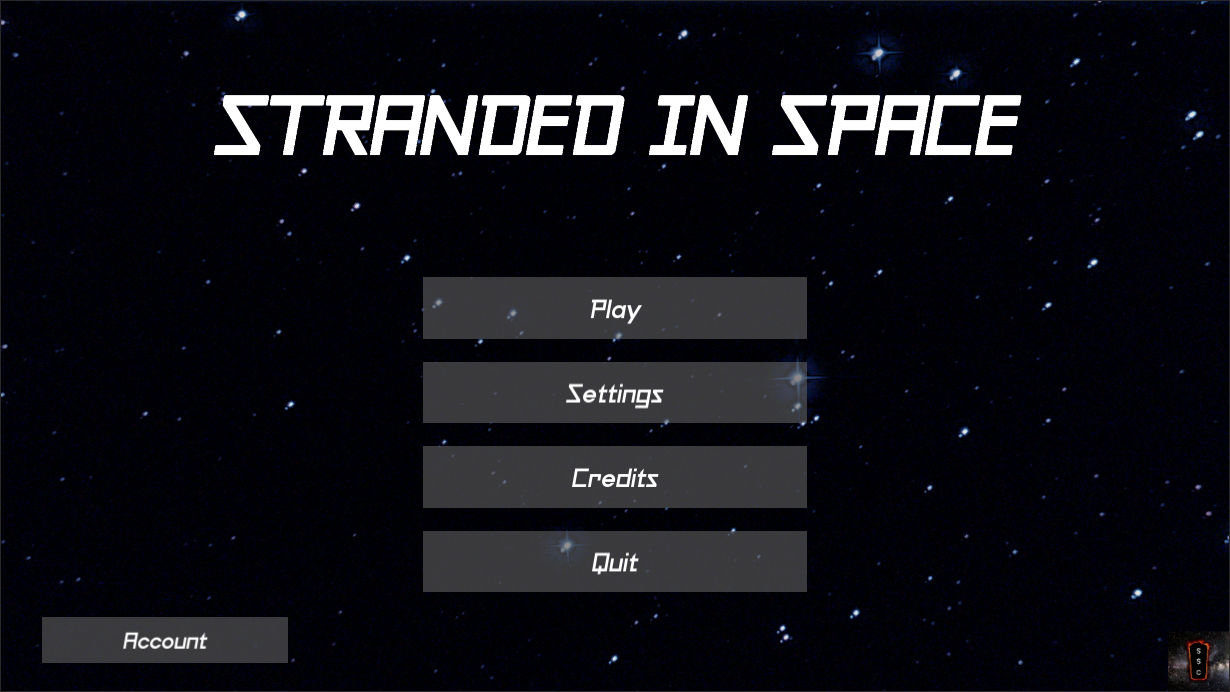 STRANDED IN SPACE
Play
Settings
Credits
Quit
Account
S
S
C